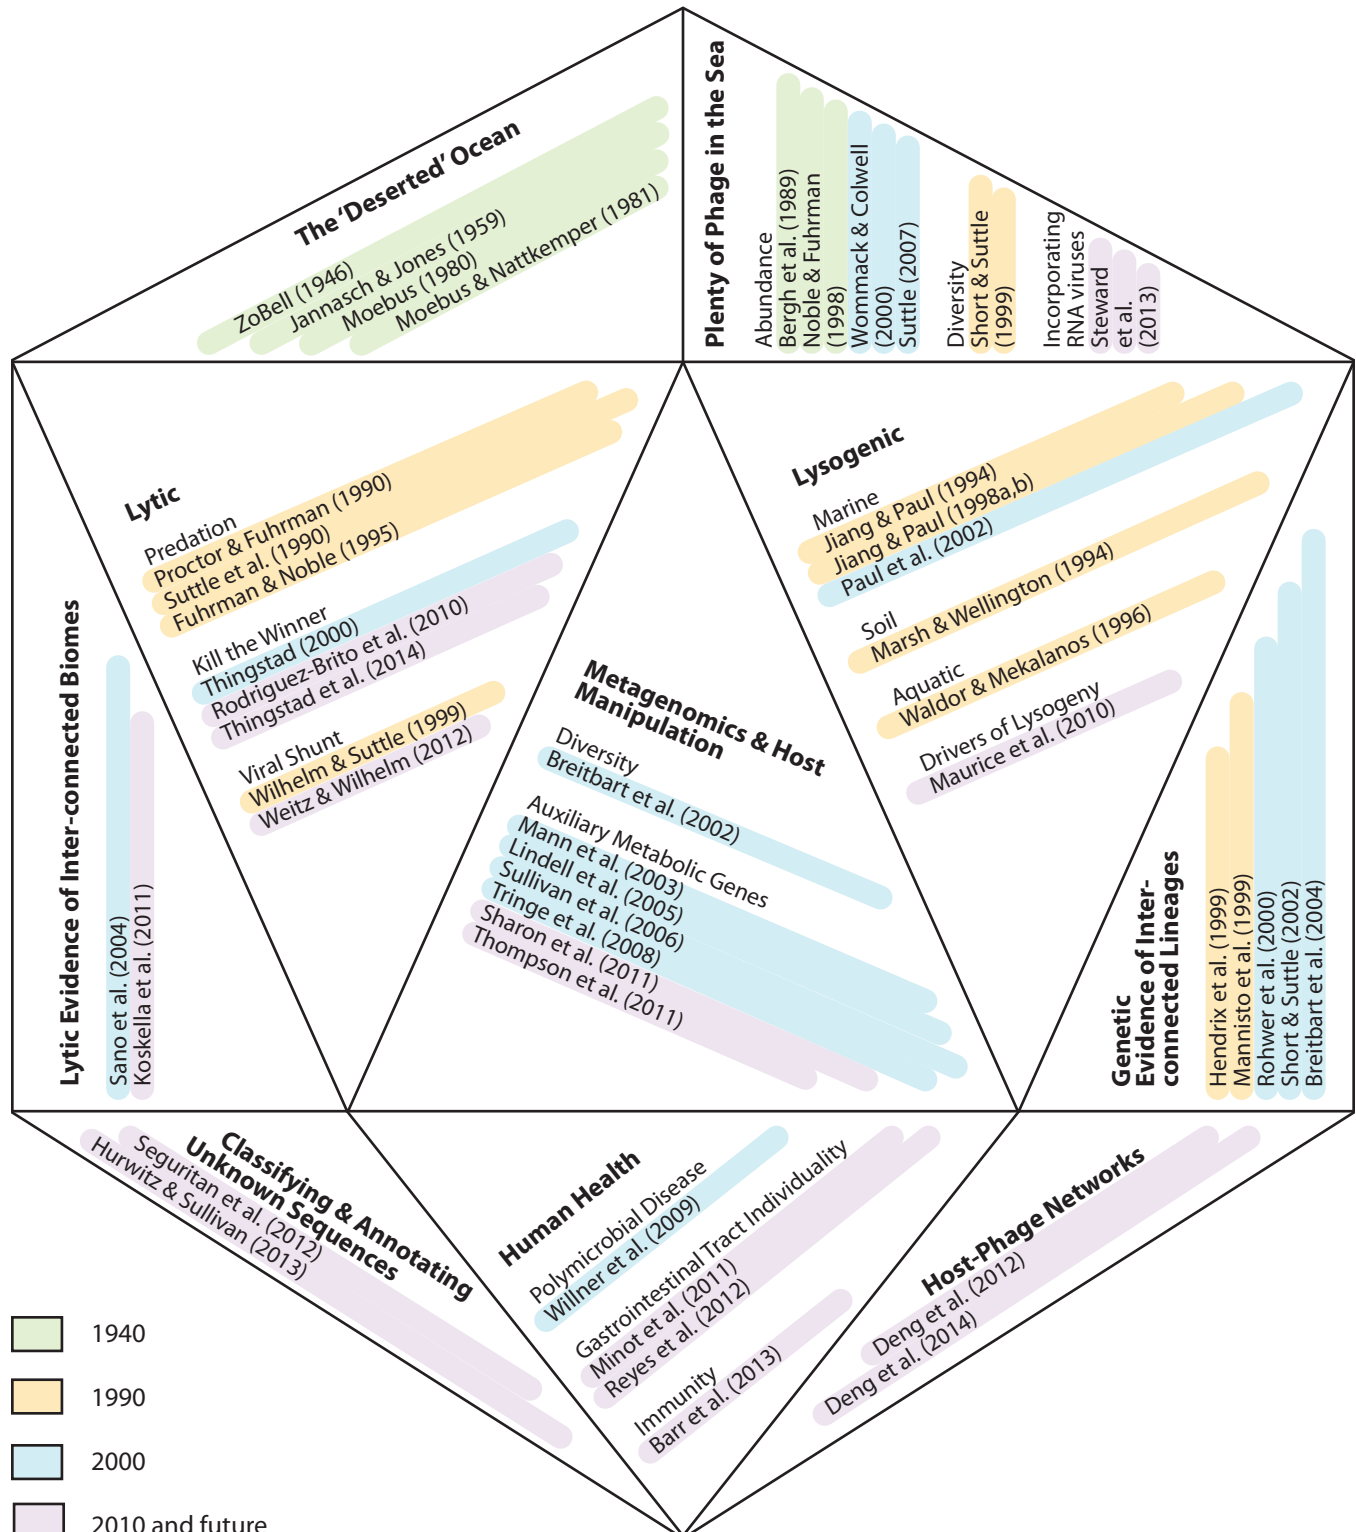 The 'Deserted' Ocean
ZoBell (1946)
Jannasch & Jones (1959)
Moebus (1980)
Moebus & Nattkemper (1981)
Plenty of Phage in the Sea
Abundance
Bergh et al. (1989)
Noble & Fuhrman
(1998)
Wommack & Colwell
(2000)
Suttle (2007)
Diversity
Short & Suttle
(1999)
Incorporating
RNA viruses
Steward
et al.
(2013)
Lytic
Predation
Proctor & Fuhrman (1990)
Suttle et al. (1990)
Fuhrman & Noble (1995)
Kill the Winner
Thingstad (2000)
Rodriguez-Brito et al. (2010)
Thingstad et al. (2014)
Viral Shunt
Wilhelm & Suttle (1999)
Weitz & Wilhelm (2012)
Lysogenic
Marine
Jiang & Paul (1994)
Jiang & Paul (1998a,b)
Paul et al. (2002)
Soil
Marsh & Wellington (1994)
Aquatic
Waldor & Mekalanos (1996)
Drivers of Lysogeny
Maurice et al. (2010)
Lytic Evidence of Inter-connected Biomes
Sano et al. (2004)
Koskella et al. (2011)
Metagenomics & Host
Manipulation
Diversity
Breitbart et al. (2002)
Auxiliary Metabolic Genes
Mann et al. (2003)
Lindell et al. (2005)
Sullivan et al. (2006)
Tringe et al. (2008)
Sharon et al. (2011)
Thompson et al. (2011)
Genetic
Evidence of Inter-
connected Lineages
Hendrix et al. (1999)
Mannisto et al. (1999)
Rohwer et al. (2000)
Short & Suttle (2002)
Breitbart et al. (2004)
Classifying & Annotating
Unknown Sequences
Seguritan et al. (2012)
Hurwitz & Sullivan (2013)
Human Health
Polymicrobial Disease
Willner et al. (2009)
Gastrointestinal Tract Individuality
Minot et al. (2011)
Reyes et al. (2012)
Immunity
Barr et al. (2013)
Host-Phage Networks
Deng et al. (2012)
Deng et al. (2014)
1940
1990
2000
2010 and future